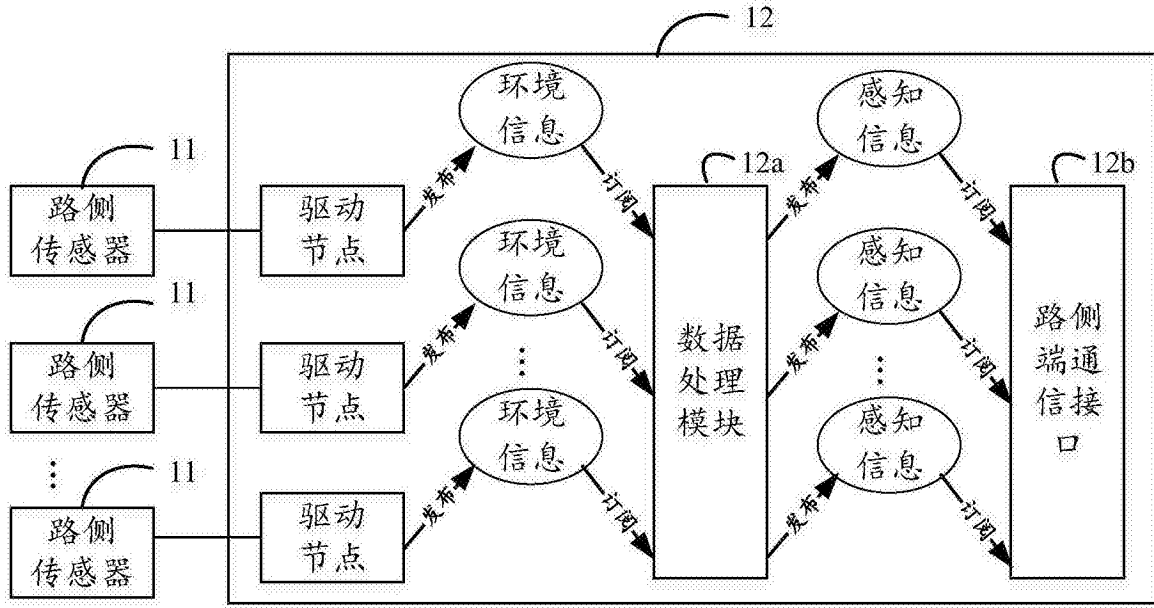 12
环境
信息
感知
信息
11
12a
12b
路侧
传感器
驱动
节点
发布
订阅
发布
订阅
11
环境
信息
感知
信息
路侧
传感器
驱动
节点
发布
订阅
数据
处理
模块
发布
订阅
路侧
端通
信接
口
⋮
⋮
⋮
11
环境
信息
感知
信息
路侧
传感器
驱动
节点
发布
订阅
发布
订阅